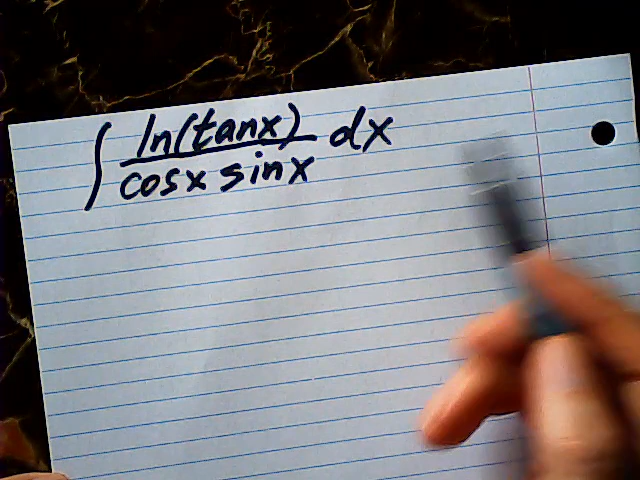 ∫ ln(tanx)/cosx sinx dx